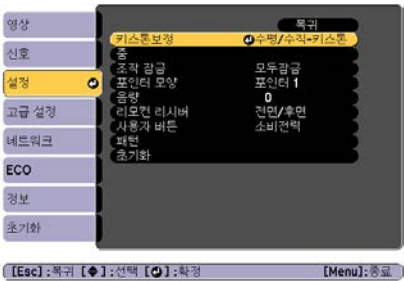 영상
신호
설정
고급 설정
네트워크
ECO
정보
초기화
복귀
키스톤보정 수평/수직-키스톤
줌
조작 잠금 모두잠금
포인터 모양 포인터 1
음량 0
리모컨 리시버 전면/후면
사용자 버튼 소비전력
패턴
초기화
[Esc]:복귀 [◆]:선택 [↵]:확정 [Menu]:종료